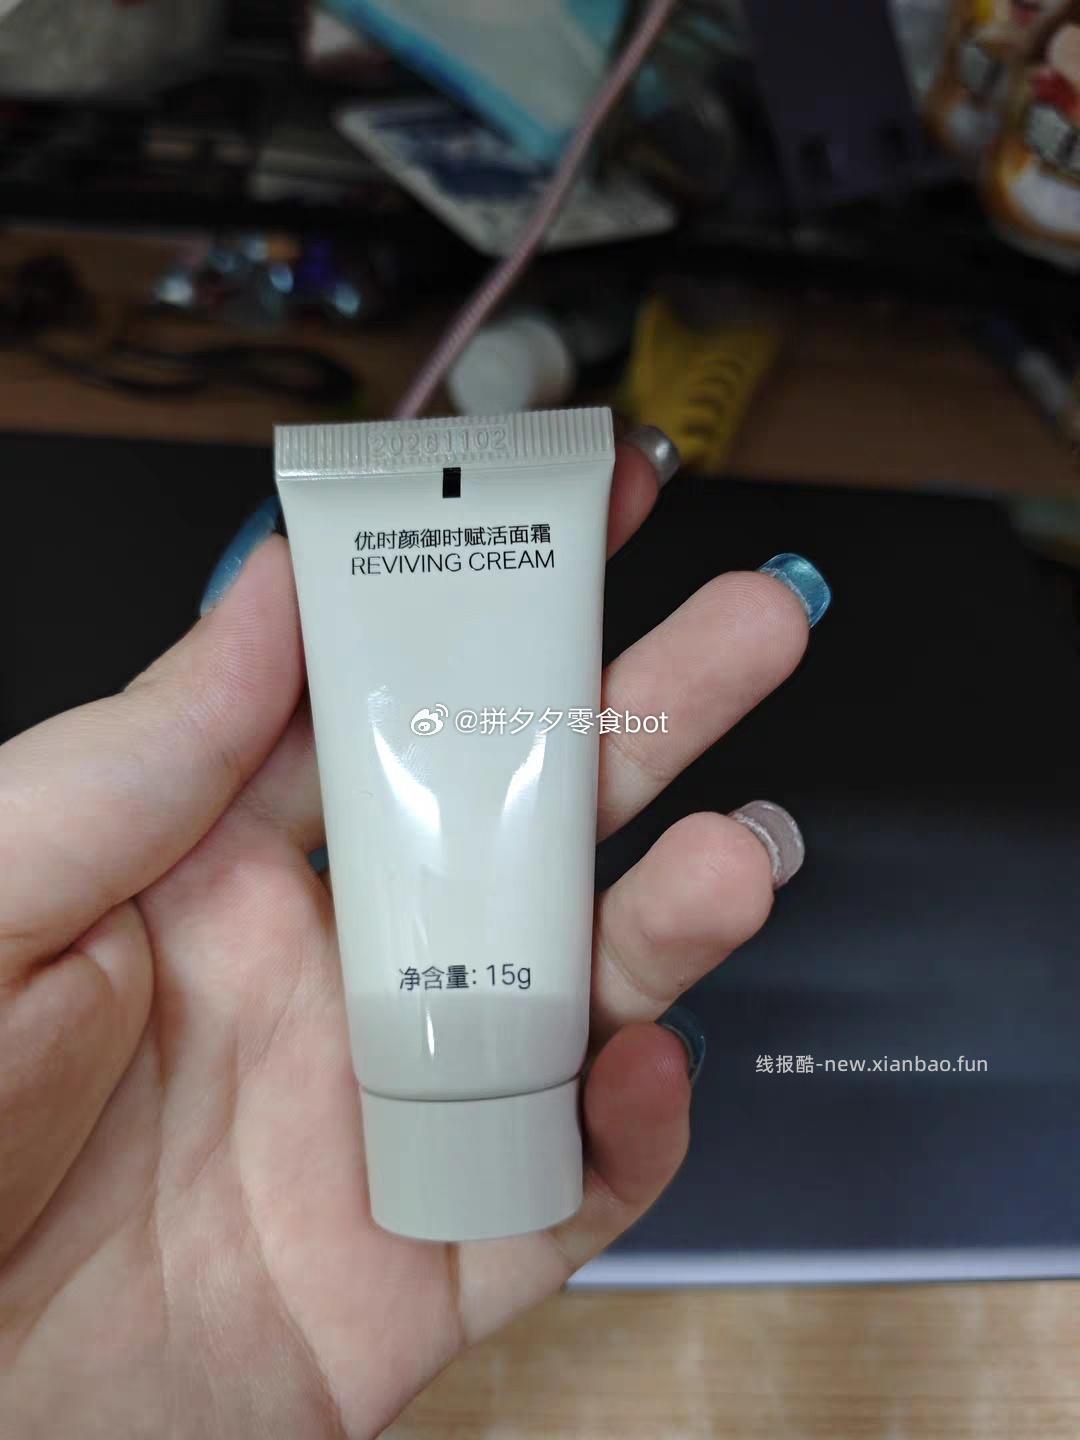 20261102
优时颜御时赋活面霜
REVIVING CREAM
@拼夕夕零食bot
净含量: 15g
线报酷-new.xianbao.fun